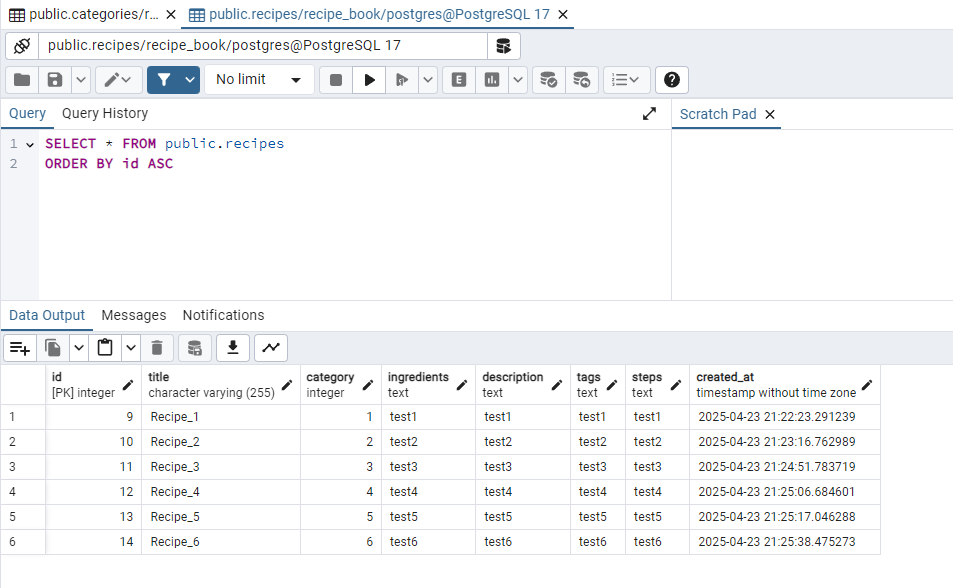 public.categories/r... public.recipes/recipe_book/postgres@PostgreSQL 17
public.recipes/recipe_book/postgres@PostgreSQL 17
No limit
Query Query History Scratch Pad
1 SELECT * FROM public.recipes
2 ORDER BY id ASC
Data Output Messages Notifications
id title category ingredients description tags steps created_at
[PK] integer character varying (255) integer text text text text timestamp without time zone
1 9 Recipe_1 1 test1 test1 test1 test1 2025-04-23 21:22:23.291239
2 10 Recipe_2 2 test2 test2 test2 test2 2025-04-23 21:23:16.762989
3 11 Recipe_3 3 test3 test3 test3 test3 2025-04-23 21:24:51.783719
4 12 Recipe_4 4 test4 test4 test4 test4 2025-04-23 21:25:06.684601
5 13 Recipe_5 5 test5 test5 test5 test5 2025-04-23 21:25:17.046288
6 14 Recipe_6 6 test6 test6 test6 test6 2025-04-23 21:25:38.475273